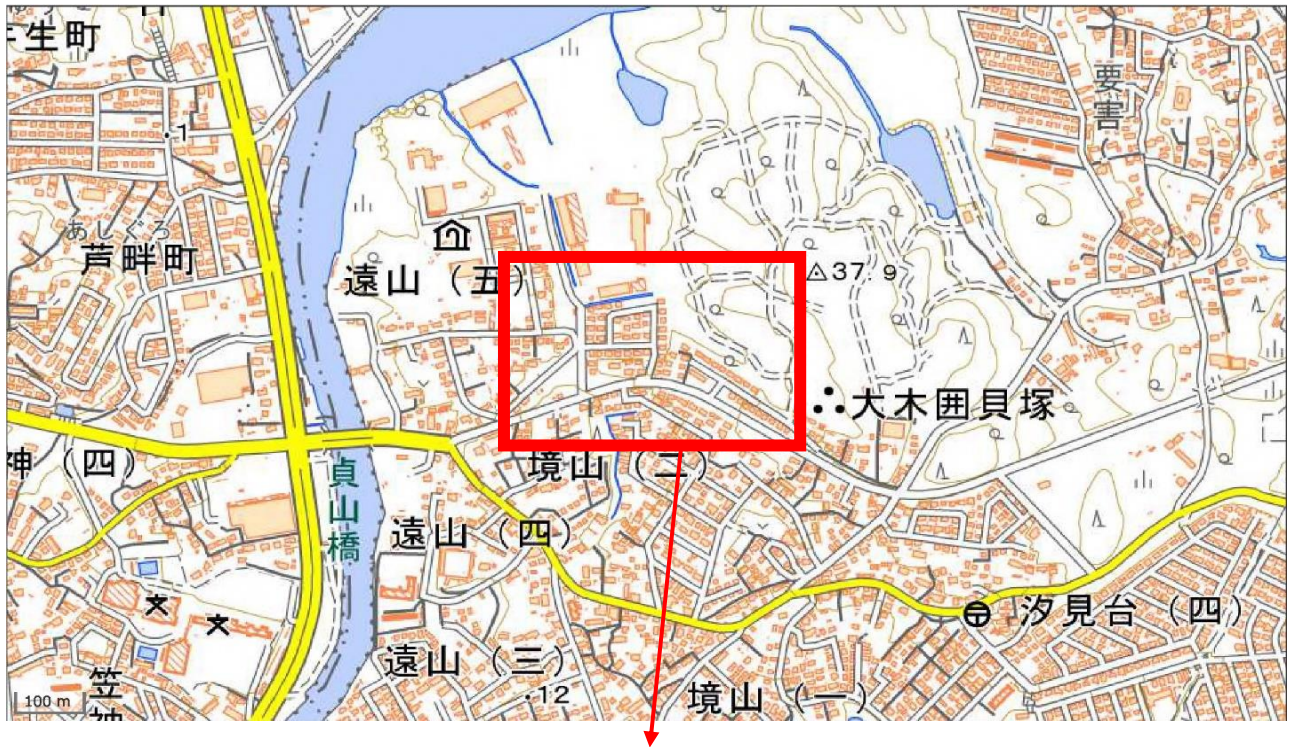 生町
要害
.1
あしぐろ
芦畔町
遠山(五)
37.9
大木囲貝塚
神(四)
境山(二)
貞山橋
遠山(四)
汐見台(四)
遠山(三)
.12
境山(一)
笠神
100 m